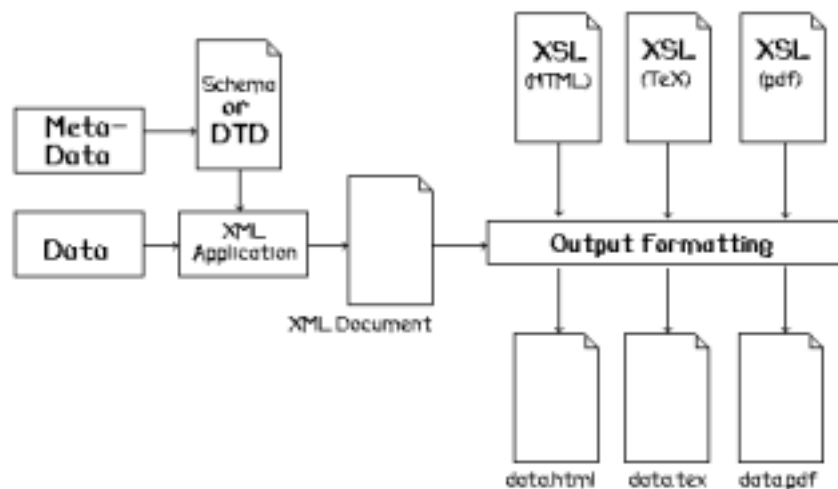 Schema
or
DTD
Meta-
Data
Data
XML
Application
XML Document
XSL
(HTML)
XSL
(TeX)
XSL
(pdf)
Output Formatting
data.html
data.tex
data.pdf